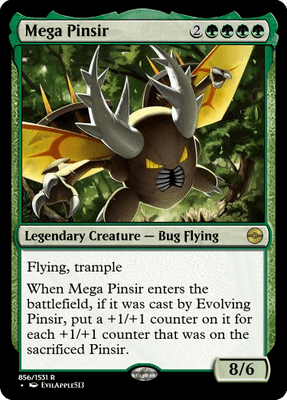 Mega Pinsir 2
Legendary Creature — Bug Flying
Flying, trample
When Mega Pinsir enters the
battlefield, if it was cast by Evolving
Pinsir, put a +1/+1 counter on it for
each +1/+1 counter that was on the
sacrificed Pinsir.
8/6
856/1531 R
• EvilApple513